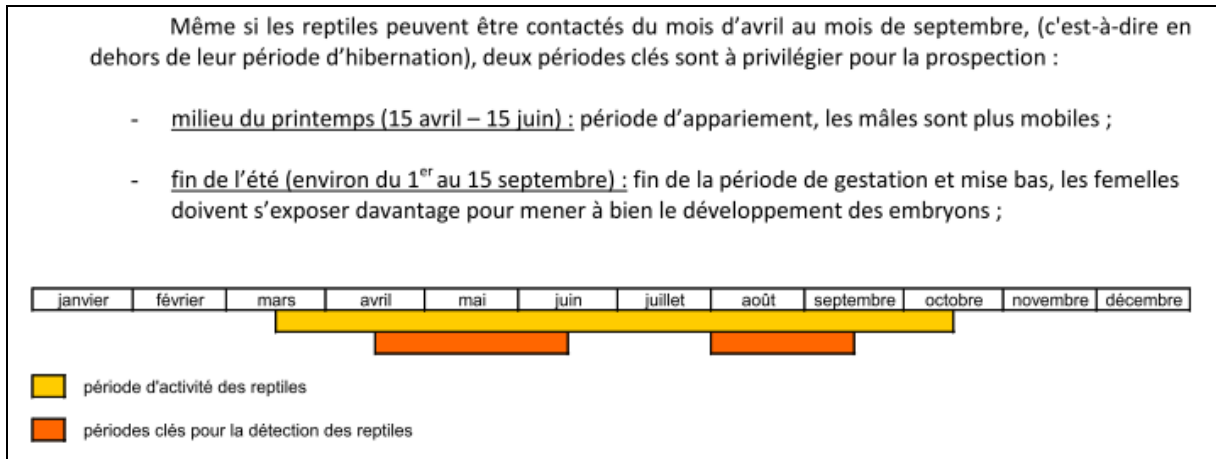 Même si les reptiles peuvent être contactés du mois d’avril au mois de septembre, (c'est-à-dire en
dehors de leur période d’hibernation), deux périodes clés sont à privilégier pour la prospection :
- milieu du printemps (15 avril – 15 juin) : période d’appariement, les mâles sont plus mobiles ;
- fin de l’été (environ du 1er au 15 septembre) : fin de la période de gestation et mise bas, les femelles
doivent s’exposer davantage pour mener à bien le développement des embryons ;
janvier février mars avril mai juin juillet août septembre octobre novembre décembre
période d'activité des reptiles
périodes clés pour la détection des reptiles